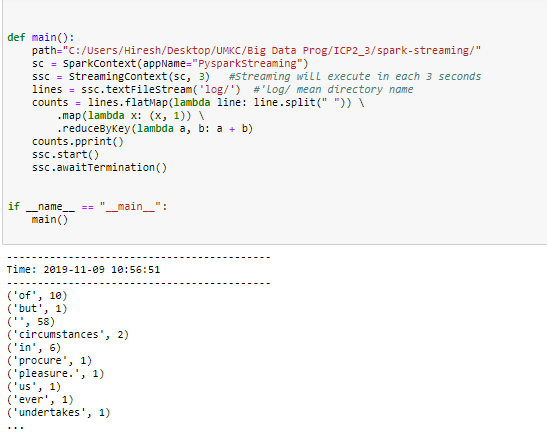 def main():
    path="C:/Users/Hiresh/Desktop/UMKC/Big Data Prog/ICP2_3/spark-streaming/"
    sc = SparkContext(appName="PysparkStreaming")
    ssc = StreamingContext(sc, 3)   #Streaming will execute in each 3 seconds
    lines = ssc.textFileStream('log/')  #'log/ mean directory name
    counts = lines.flatMap(lambda line: line.split(" ")) \
        .map(lambda x: (x, 1)) \
        .reduceByKey(lambda a, b: a + b)
    counts.pprint()
    ssc.start()
    ssc.awaitTermination()
if __name__ == "__main__":
    main()
-------------------------------------------
Time: 2019-11-09 10:56:51
-------------------------------------------
('of', 10)
('but', 1)
('', 58)
('circumstances', 2)
('in', 6)
('procure', 1)
('pleasure.', 1)
('us', 1)
('ever', 1)
('undertakes', 1)
...